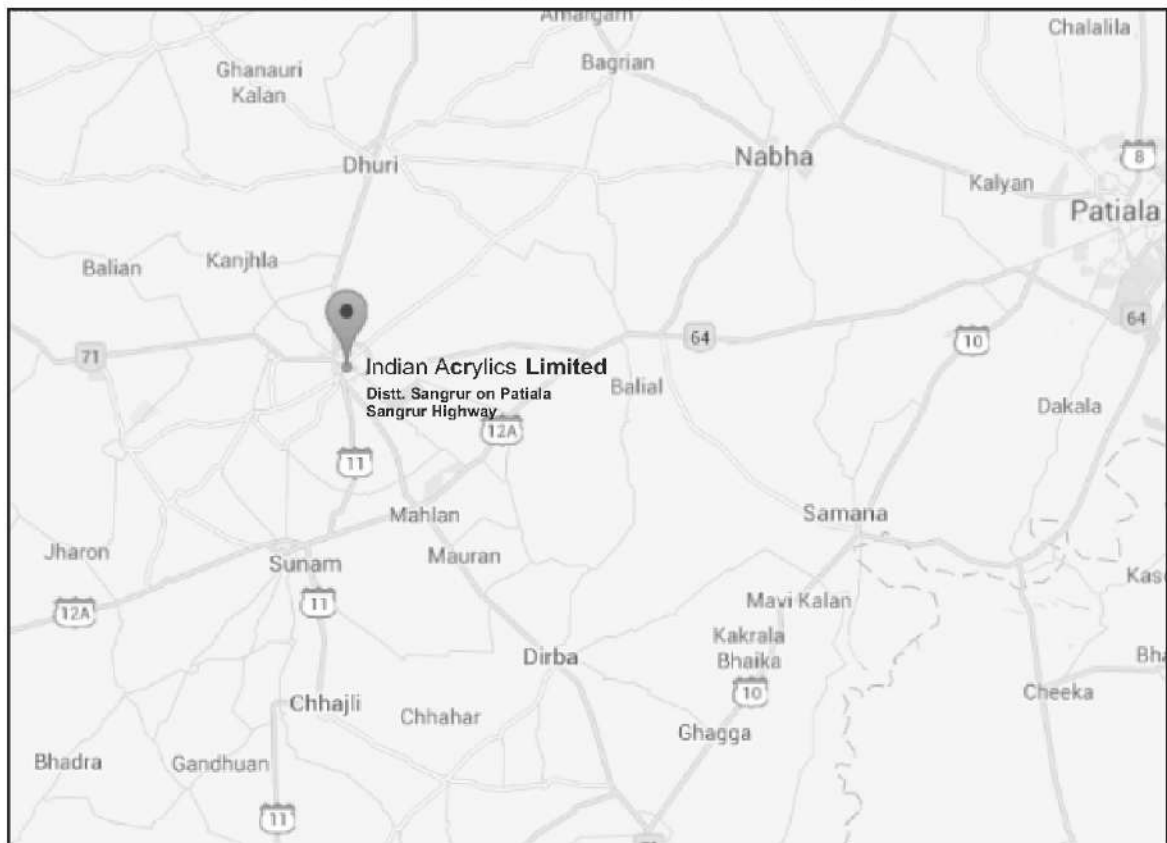 Amargarh
Chalalila
Bagrian
Ghanauri
Kalan
Dhuri
Nabha
8
Kalyan
Patiala
Balian
Kanjhla
64
71
64
10
Indian Acrylics Limited
Distt. Sangrur on Patiala
Sangrur Highway
Balial
Dakala
12A
11
Mahlan
Samana
Jharon
Mauran
Sunam
Kaso
11
Mavi Kalan
12A
Kakrala
Bhaika
Dirba
Bha
10
Cheeka
Chhajli
Chhahar
Ghagga
Bhadra
Gandhuan
11
71